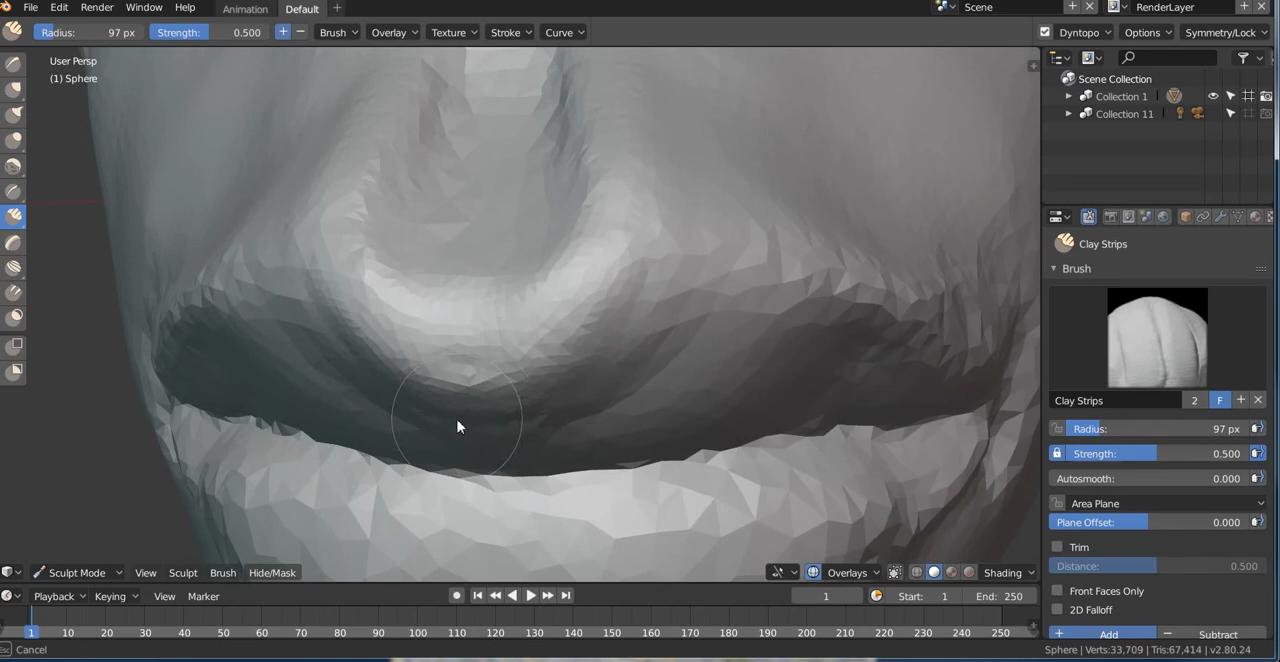 File Edit Render Window Help Animation Default Scene RenderLayer
Radius: 97 px Strength: 0.500 Brush Overlay Texture Stroke Curve Dyntopo Options Symmetry/Lock
User Persp
(1) Sphere
Scene Collection
Collection 1
Collection 11
Clay Strips
Brush
Clay Strips 2 F
Radius: 97 px
Strength: 0.500
Autosmooth: 0.000
Area Plane
Plane Offset: 0.000
Trim
Distance: 0.500
Front Faces Only
2D Falloff
Add Subtract
Sculpt Mode View Sculpt Brush Hide/Mask Overlays Shading
Playback Keying View Marker 1 Start: 1 End: 250
1 10 20 30 40 50 60 70 80 90 100 110 120 130 140 150 160 170 180 190 200 210 220 230 240 250
Esc Cancel Sphere | Verts:33,709 | Tris:67,414 | v2.80.24